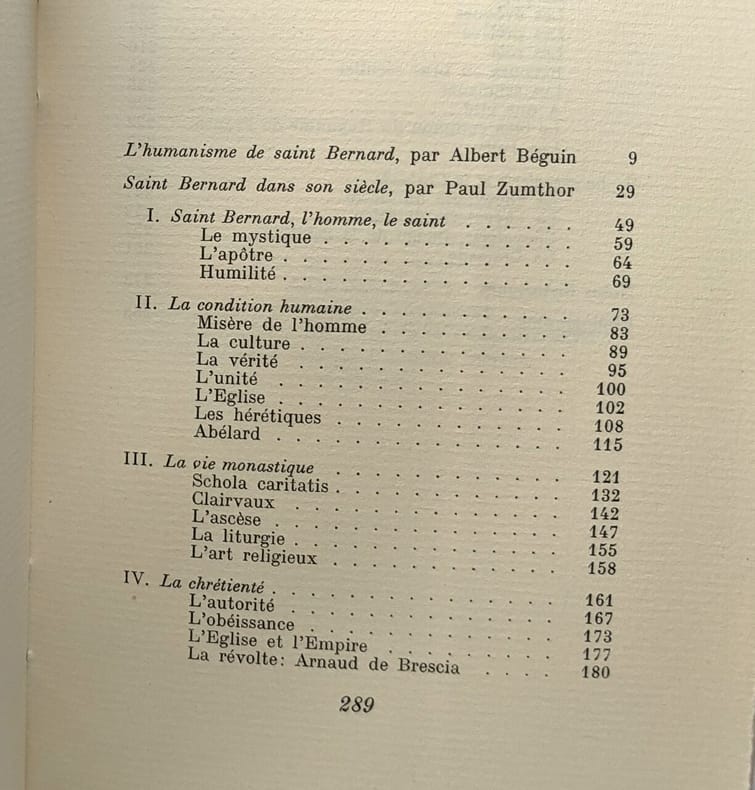 L'humanisme de saint Bernard, par Albert Béguin 9
Saint Bernard dans son siècle, par Paul Zumthor 29
I. Saint Bernard, l'homme, le saint . . . . . . 49
Le mystique . . . . . . . . . . . . 59
L'apôtre . . . . . . . . . . . . . . 64
Humilité . . . . . . . . . . . . . . 69
II. La condition humaine . . . . . . . . . . 73
Misère de l'homme . . . . . . . . . 83
La culture . . . . . . . . . . . . . 89
La vérité . . . . . . . . . . . . . 95
L'unité . . . . . . . . . . . . . . 100
L'Eglise . . . . . . . . . . . . . . 102
Les hérétiques . . . . . . . . . . . 108
Abélard . . . . . . . . . . . . . . 115
III. La vie monastique . . . . . . . . . . . 121
Schola caritatis . . . . . . . . . . . 132
Clairvaux . . . . . . . . . . . . . 142
L'ascèse . . . . . . . . . . . . . . 147
La liturgie . . . . . . . . . . . . . 155
L'art religieux . . . . . . . . . . . 158
IV. La chrétienté . . . . . . . . . . . . . . 161
L'autorité . . . . . . . . . . . . . 167
L'obéissance . . . . . . . . . . . . 173
L'Eglise et l'Empire . . . . . . . . 177
La révolte: Arnaud de Brescia . . . . 180
289